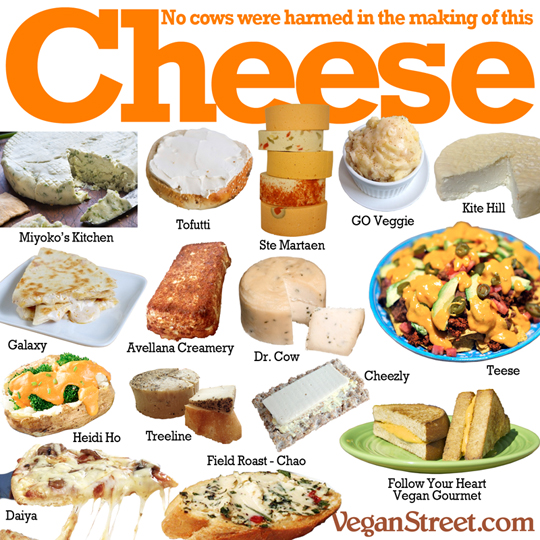 No cows were harmed in the making of this
Cheese
Miyoko's Kitchen
Tofutti
Ste Martaen
GO Veggie
Kite Hill
Galaxy
Avellana Creamery
Dr. Cow
Teese
Heidi Ho
Treeline
Field Roast - Chao
Cheezly
Follow Your Heart
Vegan Gourmet
Daiya
VeganStreet.com